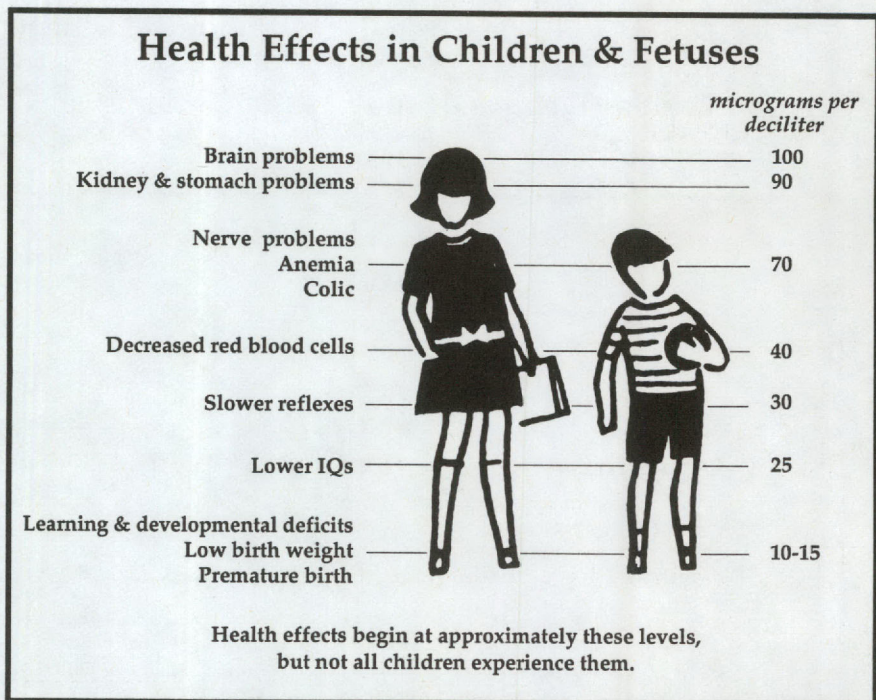 Health Effects in Children & Fetuses
micrograms per
deciliter
Brain problems 100
Kidney & stomach problems 90
Nerve problems
Anemia 70
Colic
Decreased red blood cells 40
Slower reflexes 30
Lower IQs 25
Learning & developmental deficits
Low birth weight 10-15
Premature birth
Health effects begin at approximately these levels,
but not all children experience them.